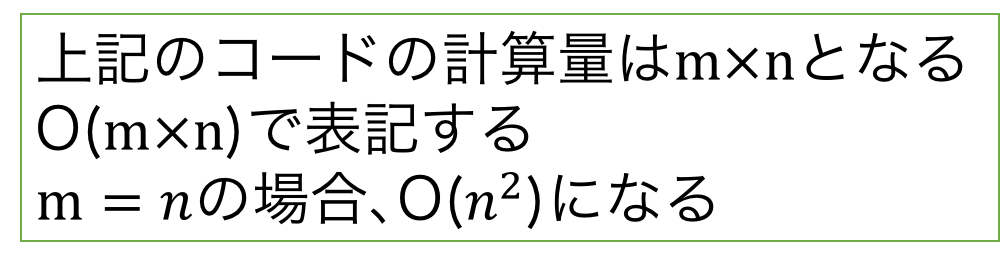 上記のコードの計算量はm×nとなる
O(m×n)で表記する
m = nの場合、O(n²)になる